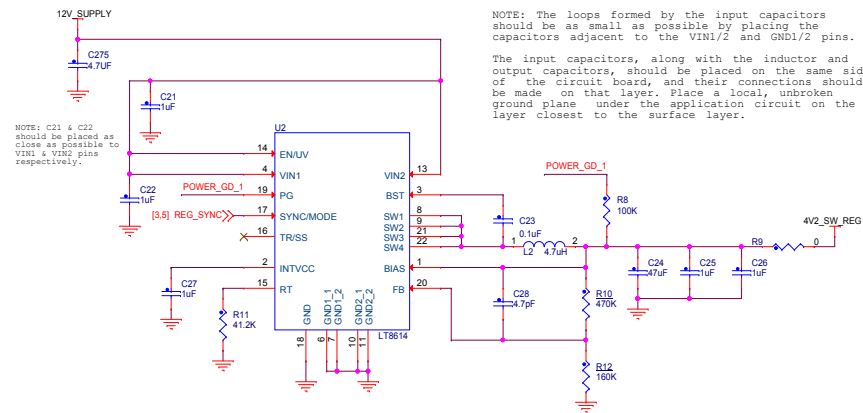 12V_SUPPLY
NOTE: The loops formed by the input capacitors
should be as small as possible by placing the
capacitors adjacent to the VIN1/2 and GND1/2 pins.
The input capacitors, along with the inductor and
output capacitors, should be placed on the same sid
of the circuit board, and their connections should
be made on that layer. Place a local, unbroken
ground plane under the application circuit on the
layer closest to the surface layer.
C275
4.7UF
C21
1uF
NOTE: C21 & C22
should be placed as
close as possible to
VIN1 & VIN2 pins
respectively.
U2
14 EN/UV
4 VIN1
VIN2 13
POWER_GD_1
19 PG
BST 3
[3,5] REG_SYNC
17 SYNC/MODE
16 TR/SS
SW1 8
SW2 9
SW3 21
SW4 22
2 INTVCC
BIAS 1
15 RT
FB 20
GND
GND1_1
GND1_2
GND2_1
GND2_2
18
6
7
10
11
LT8614
C22
1uF
C27
1uF
R11
41.2K
C23
0.1uF
1
L2
4.7uH
2
POWER_GD_1
R8
100K
4V2_SW_REG
R9
0
C24
47uF
C25
1uF
C26
1uF
C28
4.7pF
R10
470K
R12
160K